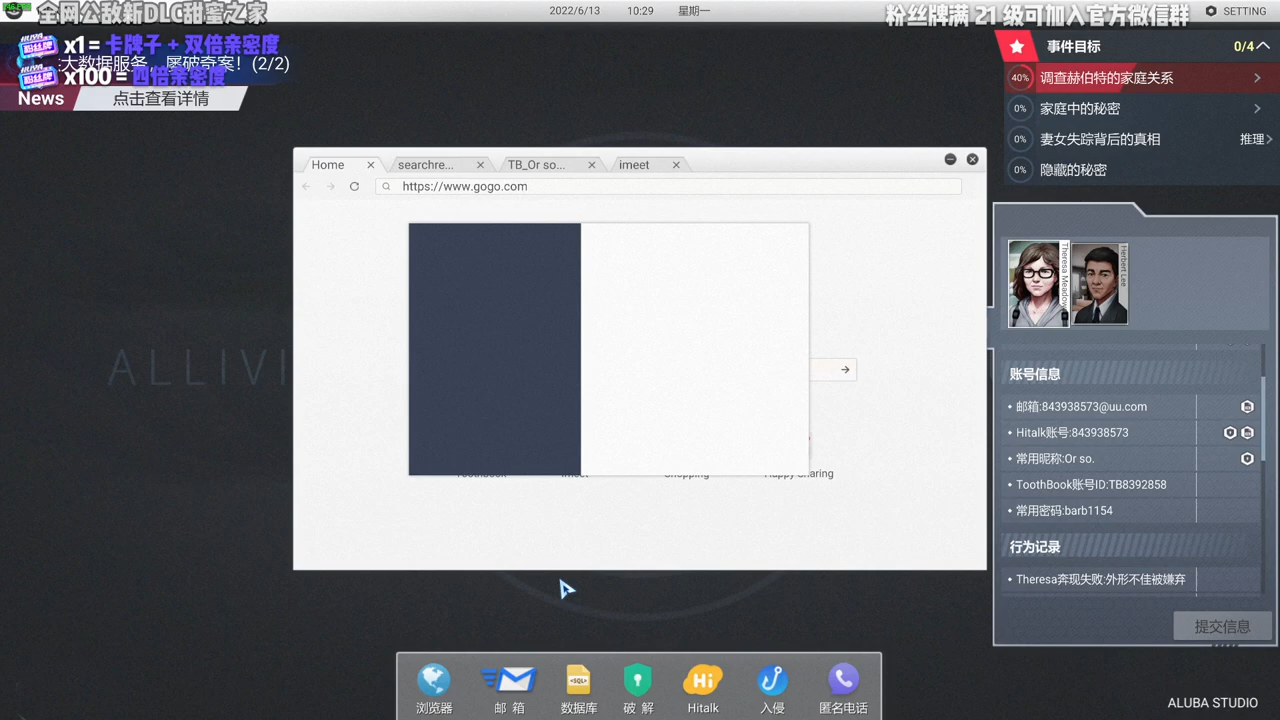 全网公敌新DLC甜蜜之家
2022/6/13 10:29 星期一
粉丝牌满 21 级可加入官方微信群
SETTING
粉丝牌 x1 = 卡牌子 + 双倍亲密度
大数据服务，屡破奇案！(2/2)
粉丝牌 x100 = 四倍亲密度
News 点击查看详情
事件目标 0/4
40% 调查赫伯特的家庭关系
0% 家庭中的秘密
0% 妻女失踪背后的真相 推理
0% 隐藏的秘密
Home searchre... TB_Or so... imeet
https://www.gogo.com
ALLIVI
Theresa Meadow
Herbert Lee
账号信息
• 邮箱:843938573@uu.com
• Hitalk账号:843938573
• 常用昵称:Or so.
• ToothBook账号ID:TB8392858
• 常用密码:barb1154
行为记录
• Theresa奔现失败:外形不佳被嫌弃
提交信息
SQL
Hi
浏览器 邮 箱 数据库 破 解 Hitalk 入侵 匿名电话
ALUBA STUDIO